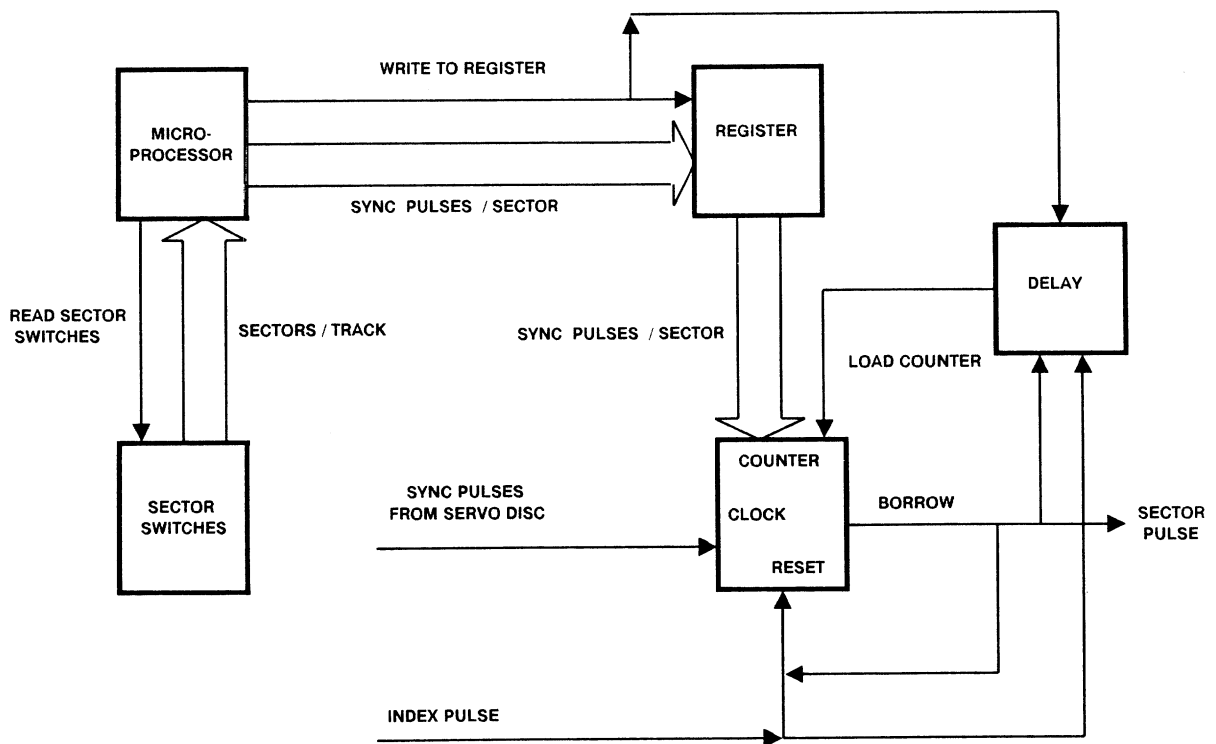 WRITE TO REGISTER
MICRO-
PROCESSOR
REGISTER
SYNC PULSES / SECTOR
DELAY
READ SECTOR
SWITCHES
SECTORS / TRACK
SYNC PULSES / SECTOR
LOAD COUNTER
COUNTER
SECTOR
SWITCHES
SYNC PULSES
FROM SERVO DISC
CLOCK
BORROW
SECTOR
PULSE
RESET
INDEX PULSE